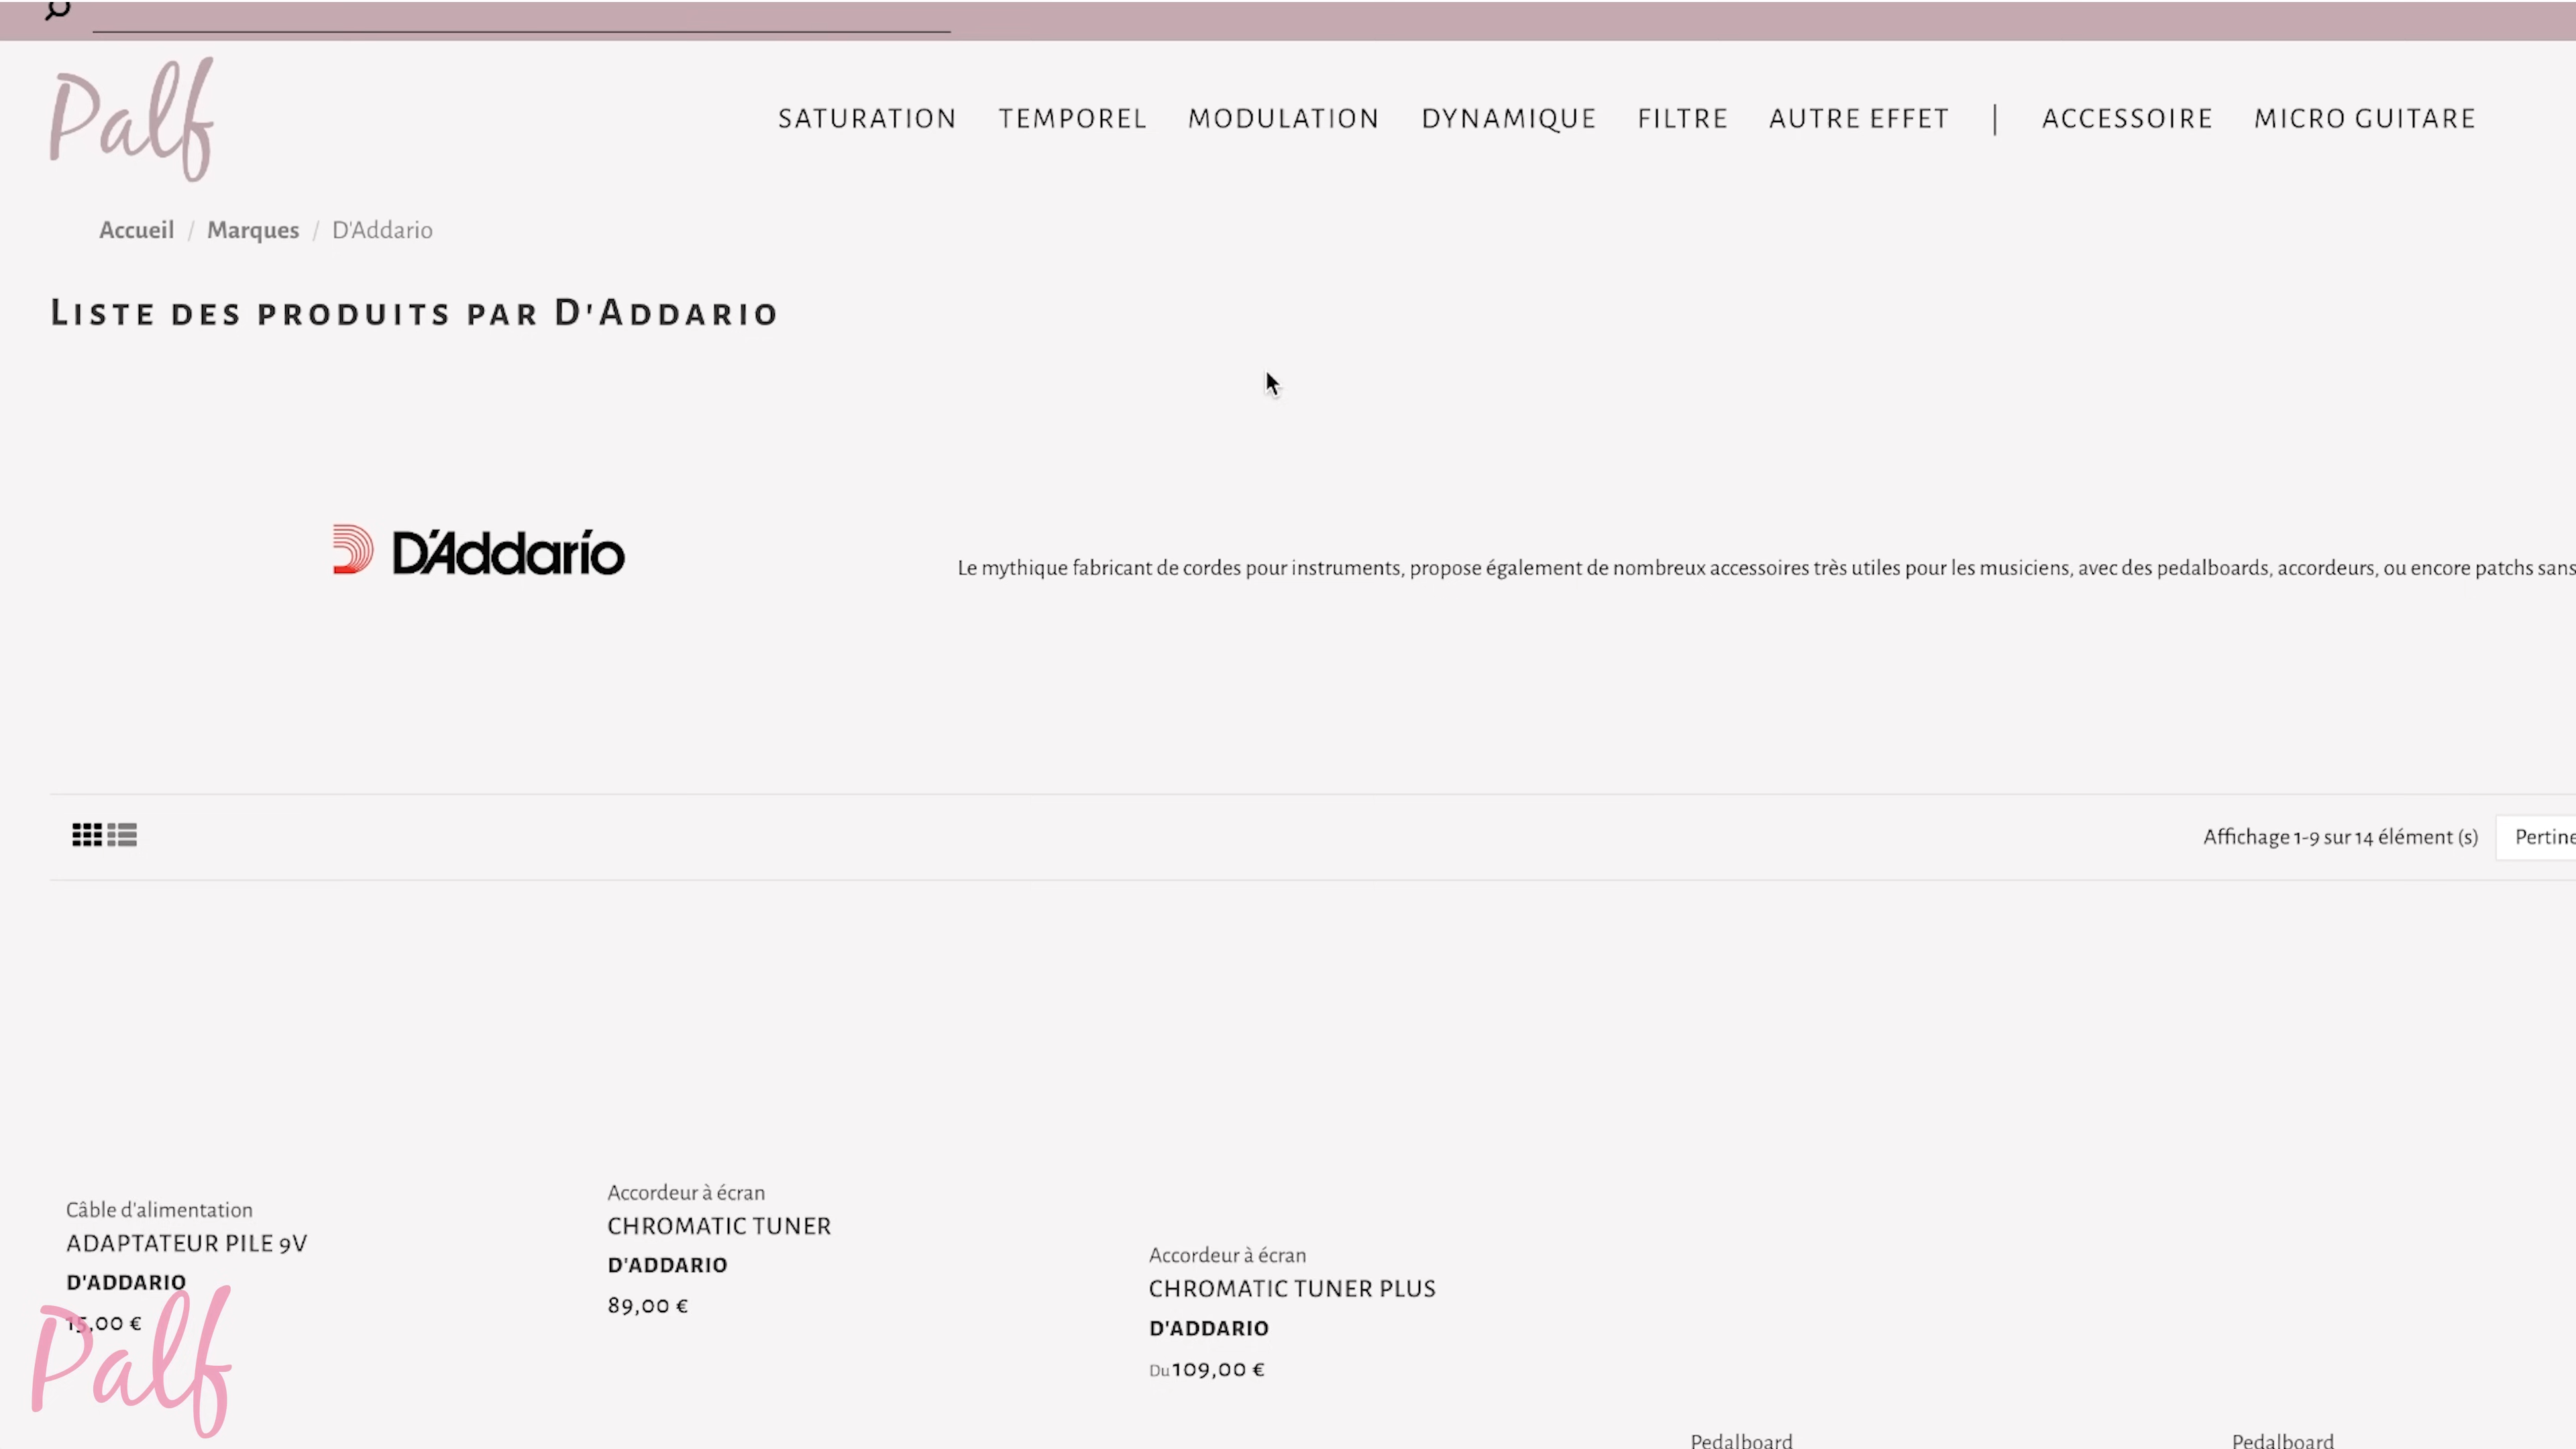 Palf
SATURATION TEMPOREL MODULATION DYNAMIQUE FILTRE AUTRE EFFET | ACCESSOIRE MICRO GUITARE
Accueil / Marques / D'Addario
LISTE DES PRODUITS PAR D'ADDARIO
D'Addario
Le mythique fabricant de cordes pour instruments, propose également de nombreux accessoires très utiles pour les musiciens, avec des pedalboards, accordeurs, ou encore patchs sans
Affichage 1-9 sur 14 élément (s)
Pertine
Câble d'alimentation
ADAPTATEUR PILE 9V
D'ADDARIO
15,00 €
Accordeur à écran
CHROMATIC TUNER
D'ADDARIO
89,00 €
Accordeur à écran
CHROMATIC TUNER PLUS
D'ADDARIO
Du 109,00 €
Pedalboard
Pedalboard
Palf